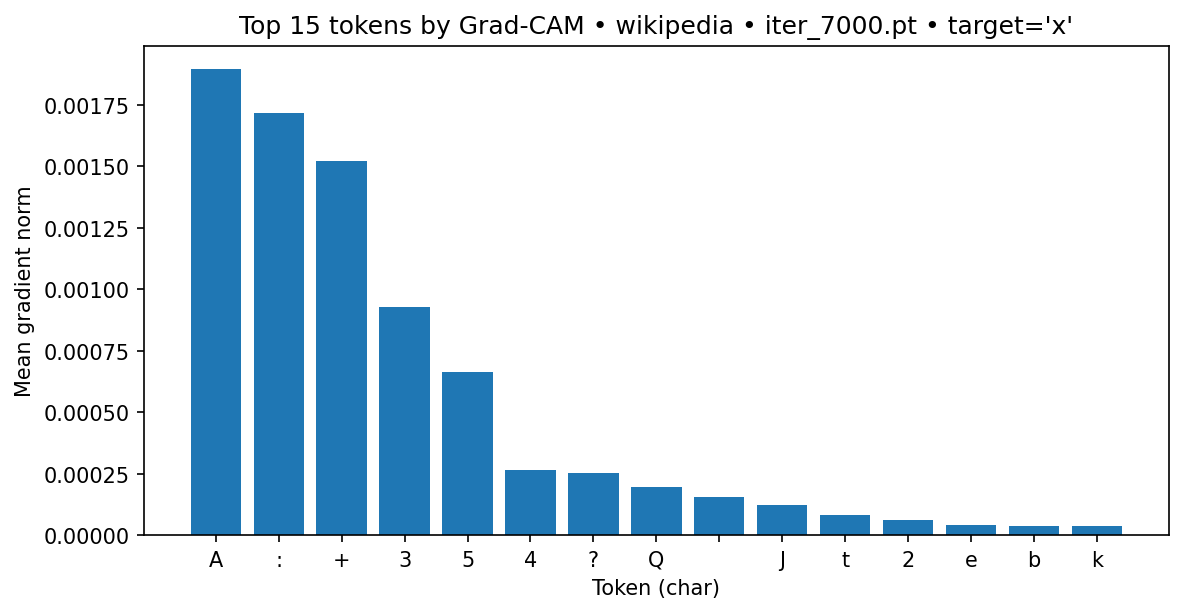 Top 15 tokens by Grad-CAM • wikipedia • iter_7000.pt • target='x'
Mean gradient norm
0.00175
0.00150
0.00125
0.00100
0.00075
0.00050
0.00025
0.00000
A : + 3 5 4 ? Q J t 2 e b k
Token (char)